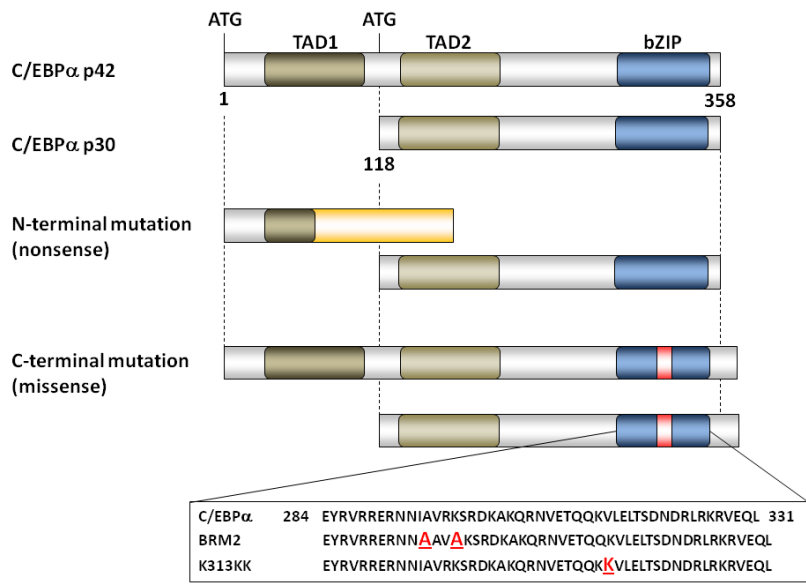 ATG ATG
TAD1 TAD2 bZIP
C/EBPα p42
1 358
C/EBPα p30
118
N-terminal mutation
(nonsense)
C-terminal mutation
(missense)
C/EBPα 284 EYRVRRERNNIAVRKSRDKAKQRNVETQQKVLELTSDNDRLRKRVEQL 331
BRM2 EYRVRRERNNAAVAKSRDKAKQRNVETQQKVLELTSDNDRLRKRVEQL
K313KK EYRVRRERNNIAVRKSRDKAKQRNVETQQKKVLELTSDNDRLRKRVEQL